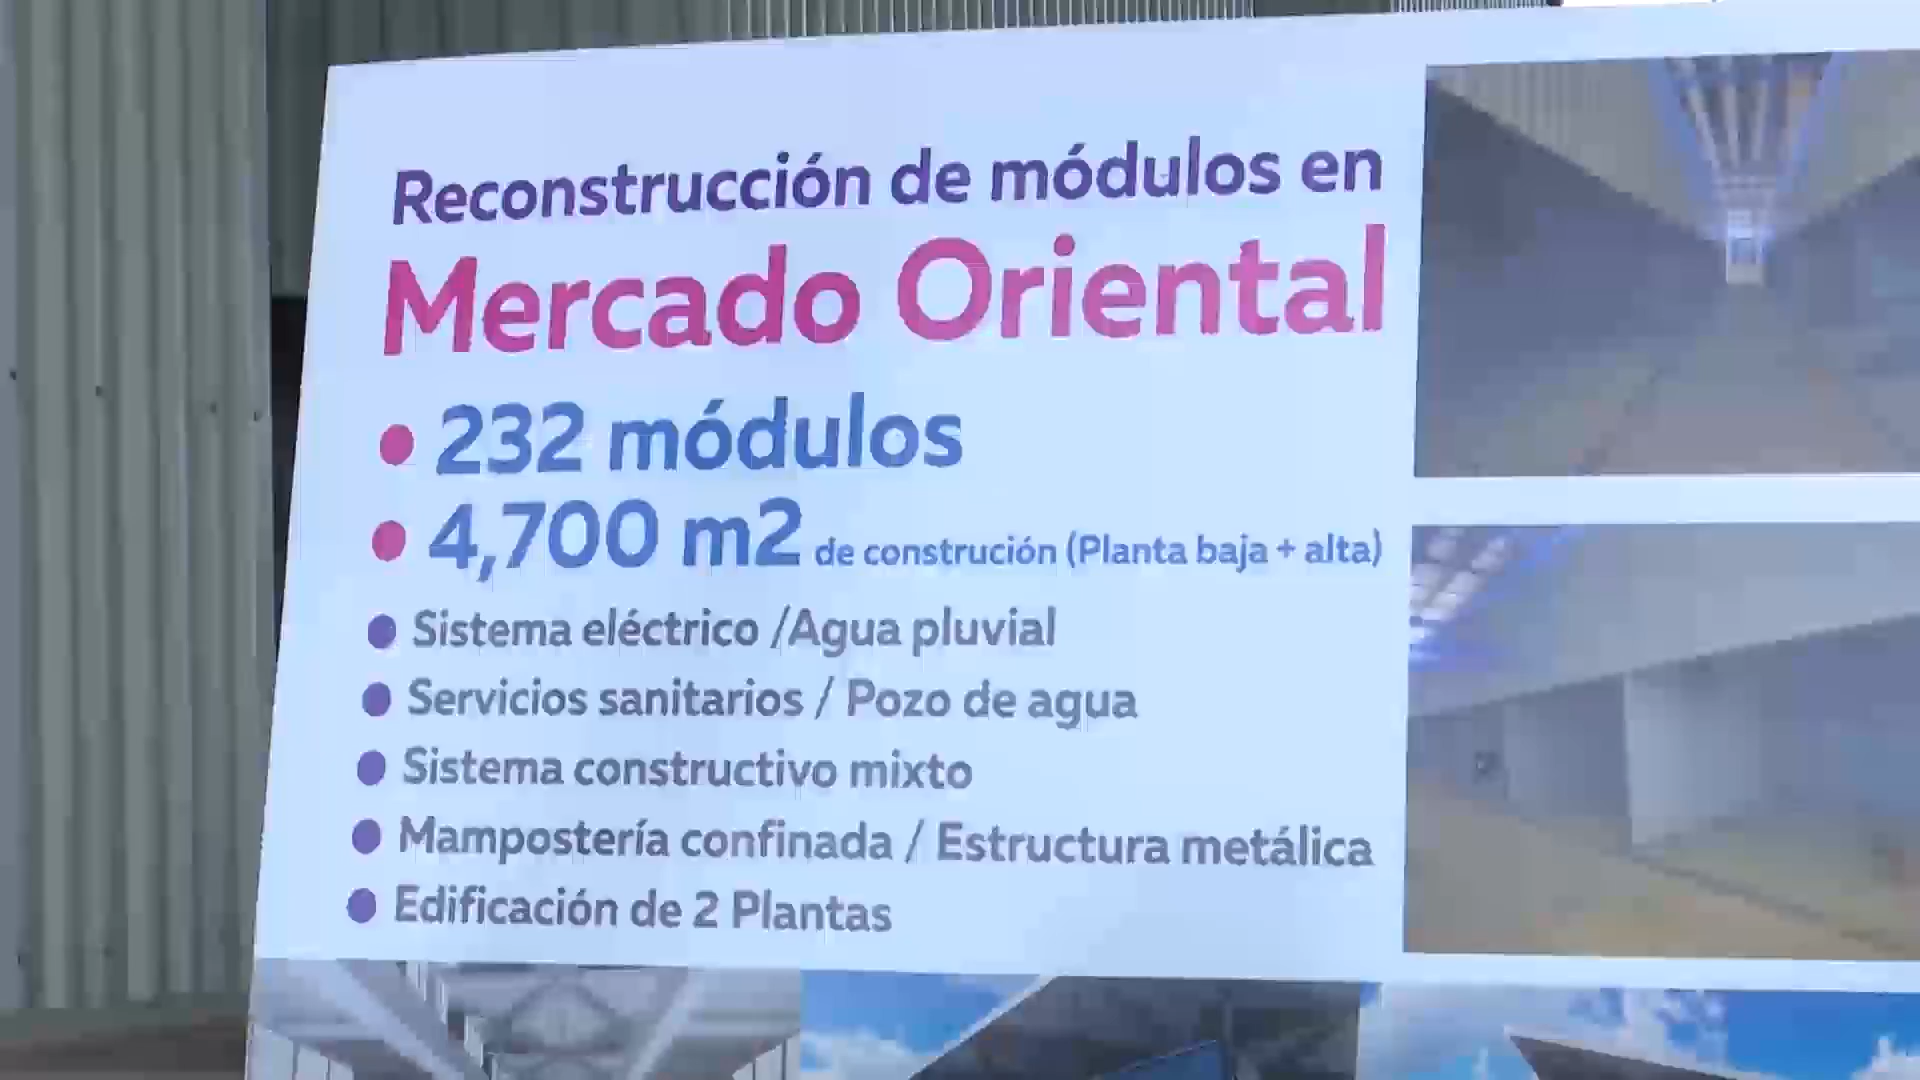 Reconstrucción de módulos en
Mercado Oriental
• 232 módulos
• 4,700 m2 de construción (Planta baja + alta)
• Sistema eléctrico /Agua pluvial
• Servicios sanitarios / Pozo de agua
• Sistema constructivo mixto
• Mampostería confinada / Estructura metálica
• Edificación de 2 Plantas